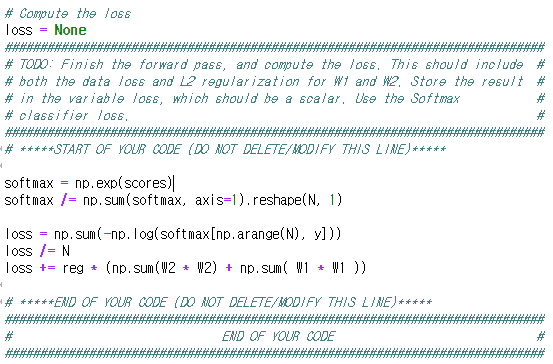 # Compute the loss
loss = None
################################################################################
# TODO: Finish the forward pass, and compute the loss. This should include #
# both the data loss and L2 regularization for W1 and W2. Store the result #
# in the variable loss, which should be a scalar. Use the Softmax #
# classifier loss. #
################################################################################
# *****START OF YOUR CODE (DO NOT DELETE/MODIFY THIS LINE)*****
softmax = np.exp(scores)
softmax /= np.sum(softmax, axis=1).reshape(N, 1)
loss = np.sum(-np.log(softmax[np.arange(N), y]))
loss /= N
loss += reg * (np.sum(W2 * W2) + np.sum( W1 * W1 ))
# *****END OF YOUR CODE (DO NOT DELETE/MODIFY THIS LINE)*****
################################################################################
# END OF YOUR CODE #
################################################################################